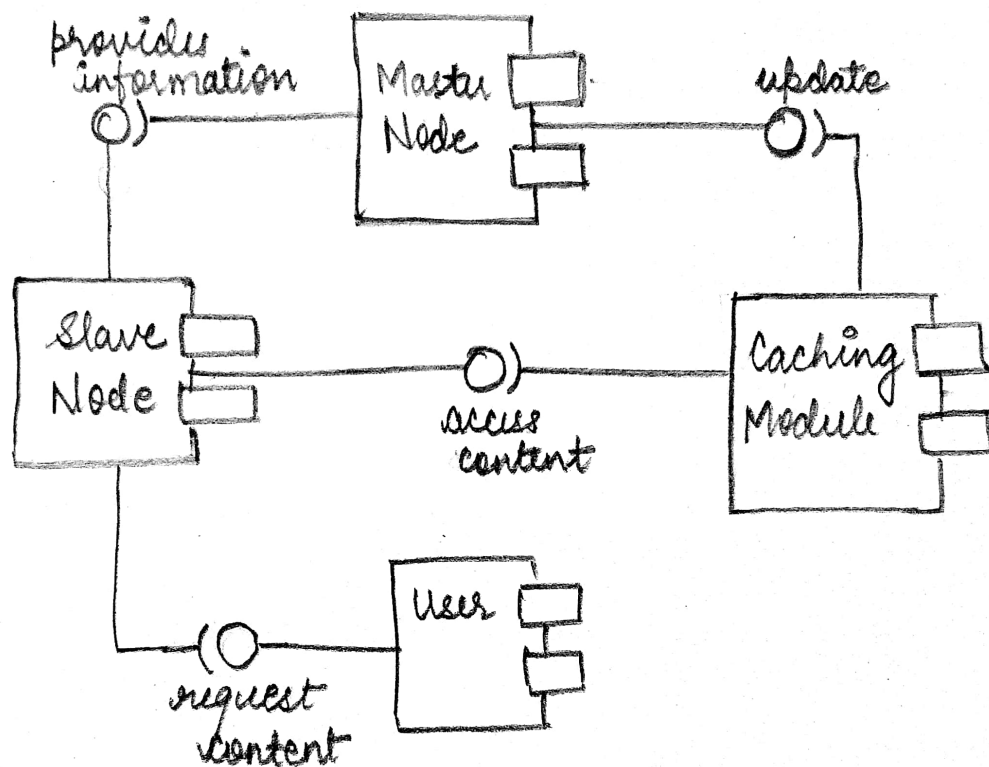 provides
information
Master
Node
update
Slave
Node
access
content
Caching
Module
User
request
content